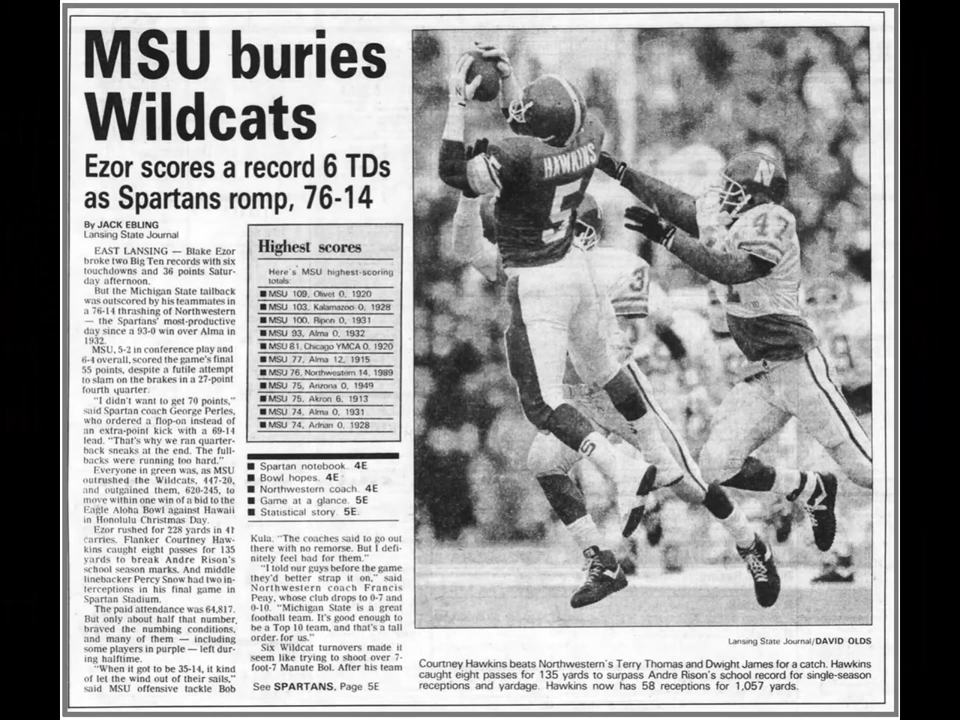 MSU buries
Wildcats
Ezor scores a record 6 TDs
as Spartans romp, 76-14
By JACK EBLING
Lansing State Journal
EAST LANSING — Blake Ezor
broke two Big Ten records with six
touchdowns and 36 points Satur-
day afternoon.
But the Michigan State tailback
was outscored by his teammates in
a 76-14 thrashing of Northwestern
— the Spartans' most-productive
day since a 93-0 win over Alma in
1932.
MSU, 5-2 in conference play and
6-4 overall, scored the game's final
55 points, despite a futile attempt
to slam on the brakes in a 27-point
fourth quarter.
"I didn't want to get 70 points,"
said Spartan coach George Perles,
who ordered a flop-on instead of
an extra-point kick with a 69-14
lead. "That's why we ran quarter-
back sneaks at the end. The full-
backs were running too hard."
Everyone in green was, as MSU
outrushed the Wildcats, 447-20,
and outgained them, 620-245, to
move within one win of a bid to the
Eagle Aloha Bowl against Hawaii
in Honolulu Christmas Day.
Ezor rushed for 228 yards in 41
carries. Flanker Courtney Haw-
kins caught eight passes for 135
yards to break Andre Rison's
school season marks. And middle
linebacker Percy Snow had two in-
terceptions in his final game in
Spartan Stadium.
The paid attendance was 64,817.
But only about half that number
braved the numbing conditions,
and many of them — including
some players in purple — left dur-
ing halftime.
"When it got to be 35-14, it kind
of let the wind out of their sails,"
said MSU offensive tackle Bob
Highest scores
Here's MSU highest-scoring
totals:
■ MSU 109, Olivet 0, 1920
■ MSU 103, Kalamazoo 0, 1928
■ MSU 100, Ripon 0, 1931
■ MSU 93, Alma 0, 1932
■ MSU 81, Chicago YMCA 0, 1920
■ MSU 77, Alma 12, 1915
■ MSU 76, Northwestern 14, 1989
■ MSU 75, Arizona 0, 1949
■ MSU 75, Akron 6, 1913
■ MSU 74, Alma 0, 1931
■ MSU 74, Adrian 0, 1928
■ Spartan notebook. 4E
■ Bowl hopes. 4E
■ Northwestern coach. 4E
■ Game at a glance. 5E
■ Statistical story. 5E.
Kula. "The coaches said to go out
there with no remorse. But I defi-
nitely feel bad for them."
"I told our guys before the game
they'd better strap it on," said
Northwestern coach Francis
Peay, whose club drops to 0-7 and
0-10. "Michigan State is a great
football team. It's good enough to
be a Top 10 team, and that's a tall
order, for us."
Six Wildcat turnovers made it
seem like trying to shoot over 7-
foot-7 Manute Bol. After his team
See SPARTANS, Page 5E
HAWKINS
5
S
N
47
3
Lansing State Journal/DAVID OLDS
Courtney Hawkins beats Northwestern's Terry Thomas and Dwight James for a catch. Hawkins
caught eight passes for 135 yards to surpass Andre Rison's school record for single-season
receptions and yardage. Hawkins now has 58 receptions for 1,057 yards.